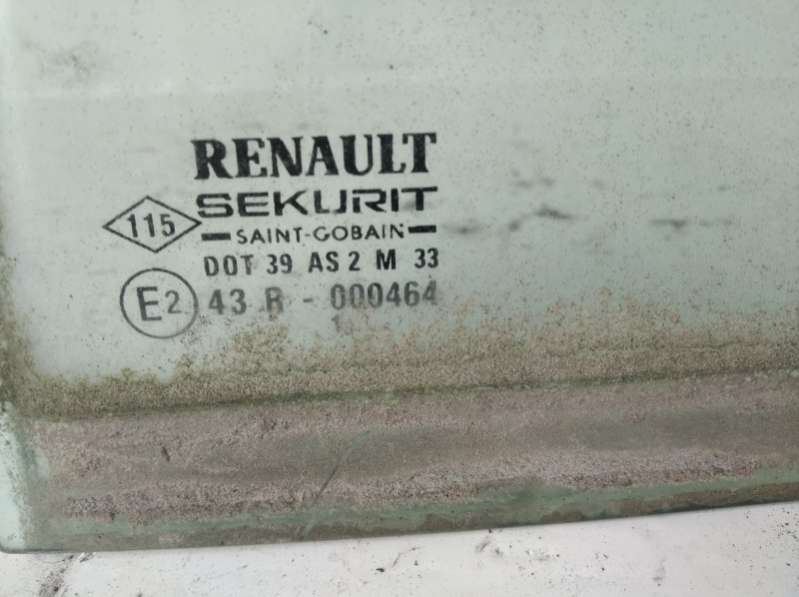 RENAULT
115
SEKURIT
SAINT-GOBAIN
DOT 39 AS 2 M 33
E2 43 R - 000464